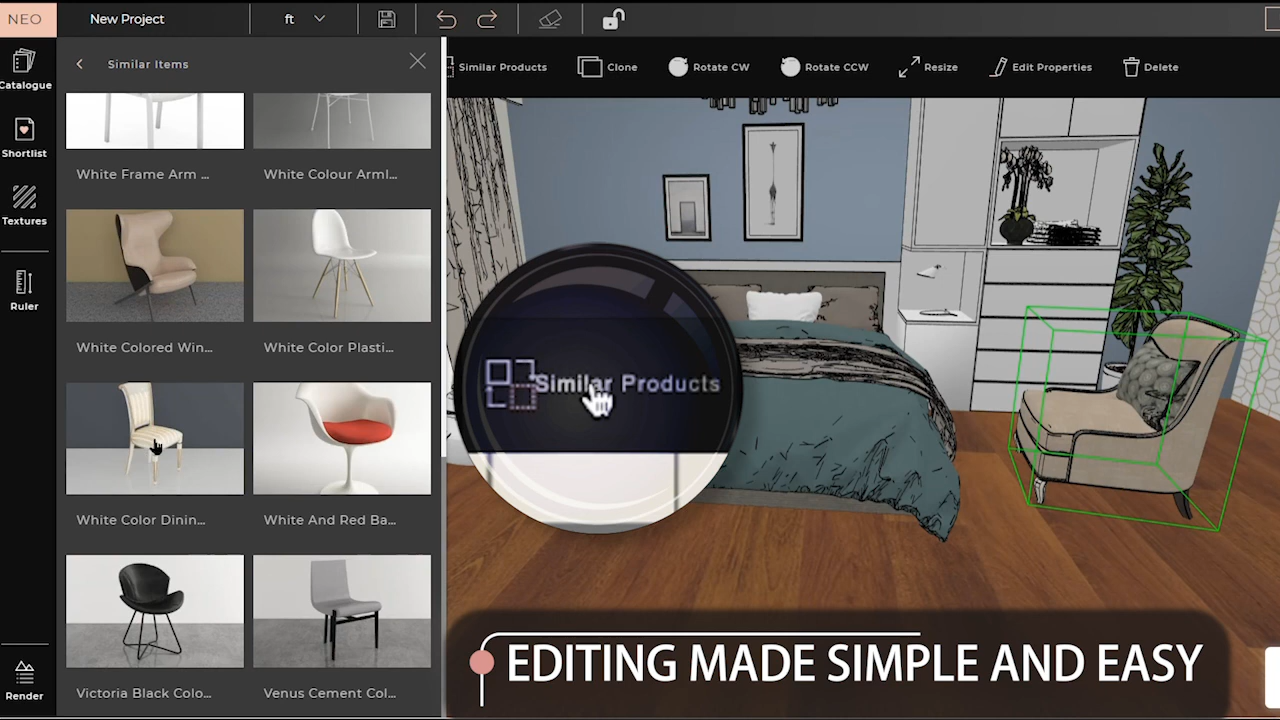 NEO
New Project
ft
Catalogue
Shortlist
Textures
Ruler
Render
Similar Items
White Frame Arm ...
White Colour Arml...
White Colored Win...
White Color Plasti...
White Color Dinin...
White And Red Ba...
Victoria Black Colo...
Venus Cement Col...
Similar Products
Clone
Rotate CW
Rotate CCW
Resize
Edit Properties
Delete
Similar Products
EDITING MADE SIMPLE AND EASY